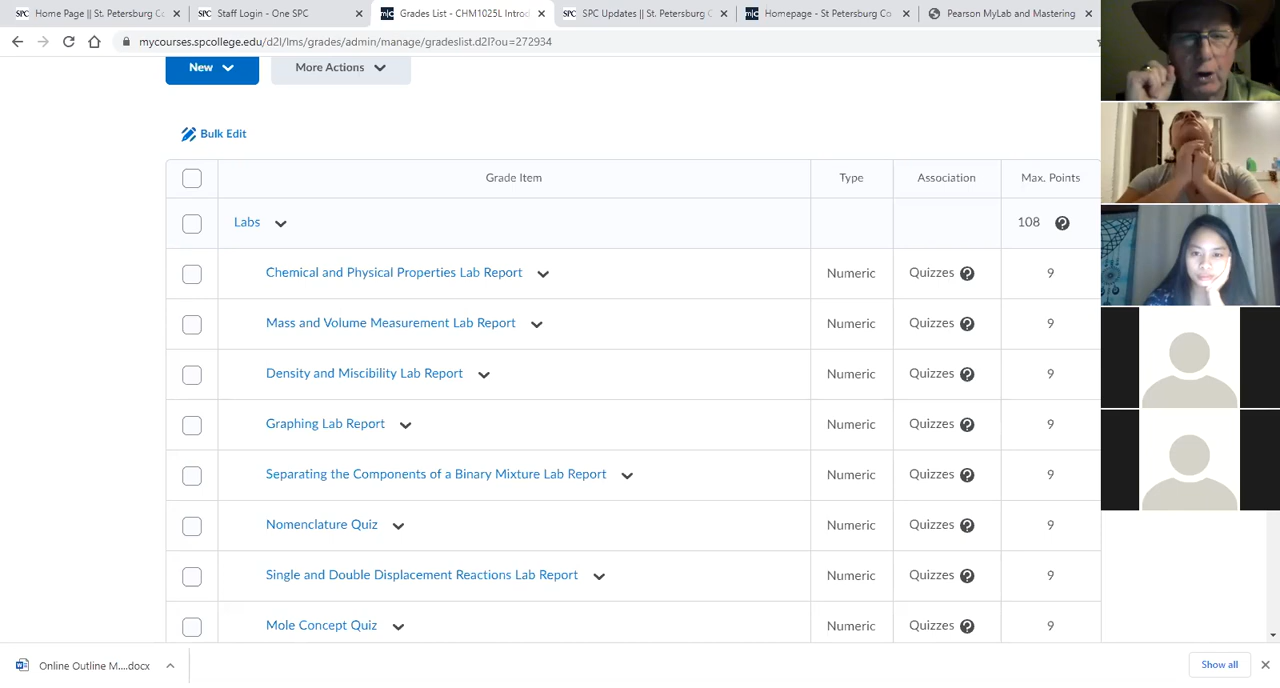 SPC Home Page || St. Petersburg Co
SPC Staff Login - One SPC
Grades List - CHM1025L Introd
SPC SPC Updates || St. Petersburg C
Homepage - St Petersburg Co
Pearson MyLab and Mastering
mycourses.spcollege.edu/d2l/lms/grades/admin/manage/gradeslist.d2l?ou=272934
New
More Actions
Bulk Edit
Grade Item Type Association Max. Points
Labs 108 ?
Chemical and Physical Properties Lab Report Numeric Quizzes ? 9
Mass and Volume Measurement Lab Report Numeric Quizzes ? 9
Density and Miscibility Lab Report Numeric Quizzes ? 9
Graphing Lab Report Numeric Quizzes ? 9
Separating the Components of a Binary Mixture Lab Report Numeric Quizzes ? 9
Nomenclature Quiz Numeric Quizzes ? 9
Single and Double Displacement Reactions Lab Report Numeric Quizzes ? 9
Mole Concept Quiz Numeric Quizzes ? 9
Online Outline M....docx
Show all